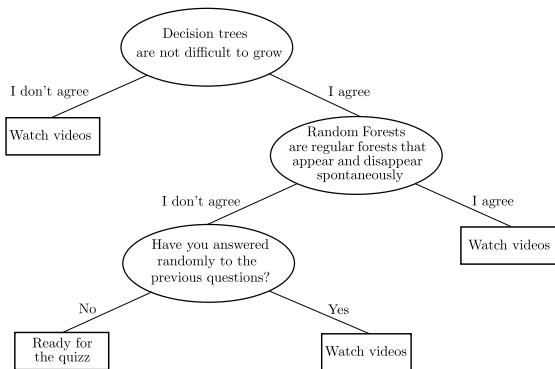 Decision trees
are not difficult to grow
I don't agree
I agree
Watch videos
Random Forests
are regular forests that
appear and disappear
spontaneously
I don't agree
I agree
Have you answered
randomly to the
previous questions?
Watch videos
No
Yes
Ready for
the quizz
Watch videos